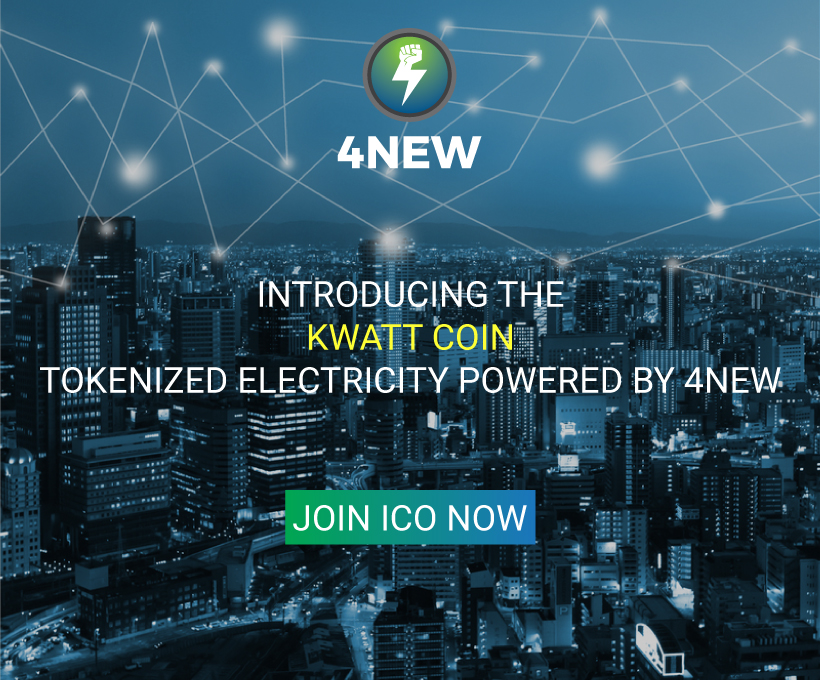 4NEW
INTRODUCING THE
KWATT COIN
TOKENIZED ELECTRICITY POWERED BY 4NEW
JOIN ICO NOW